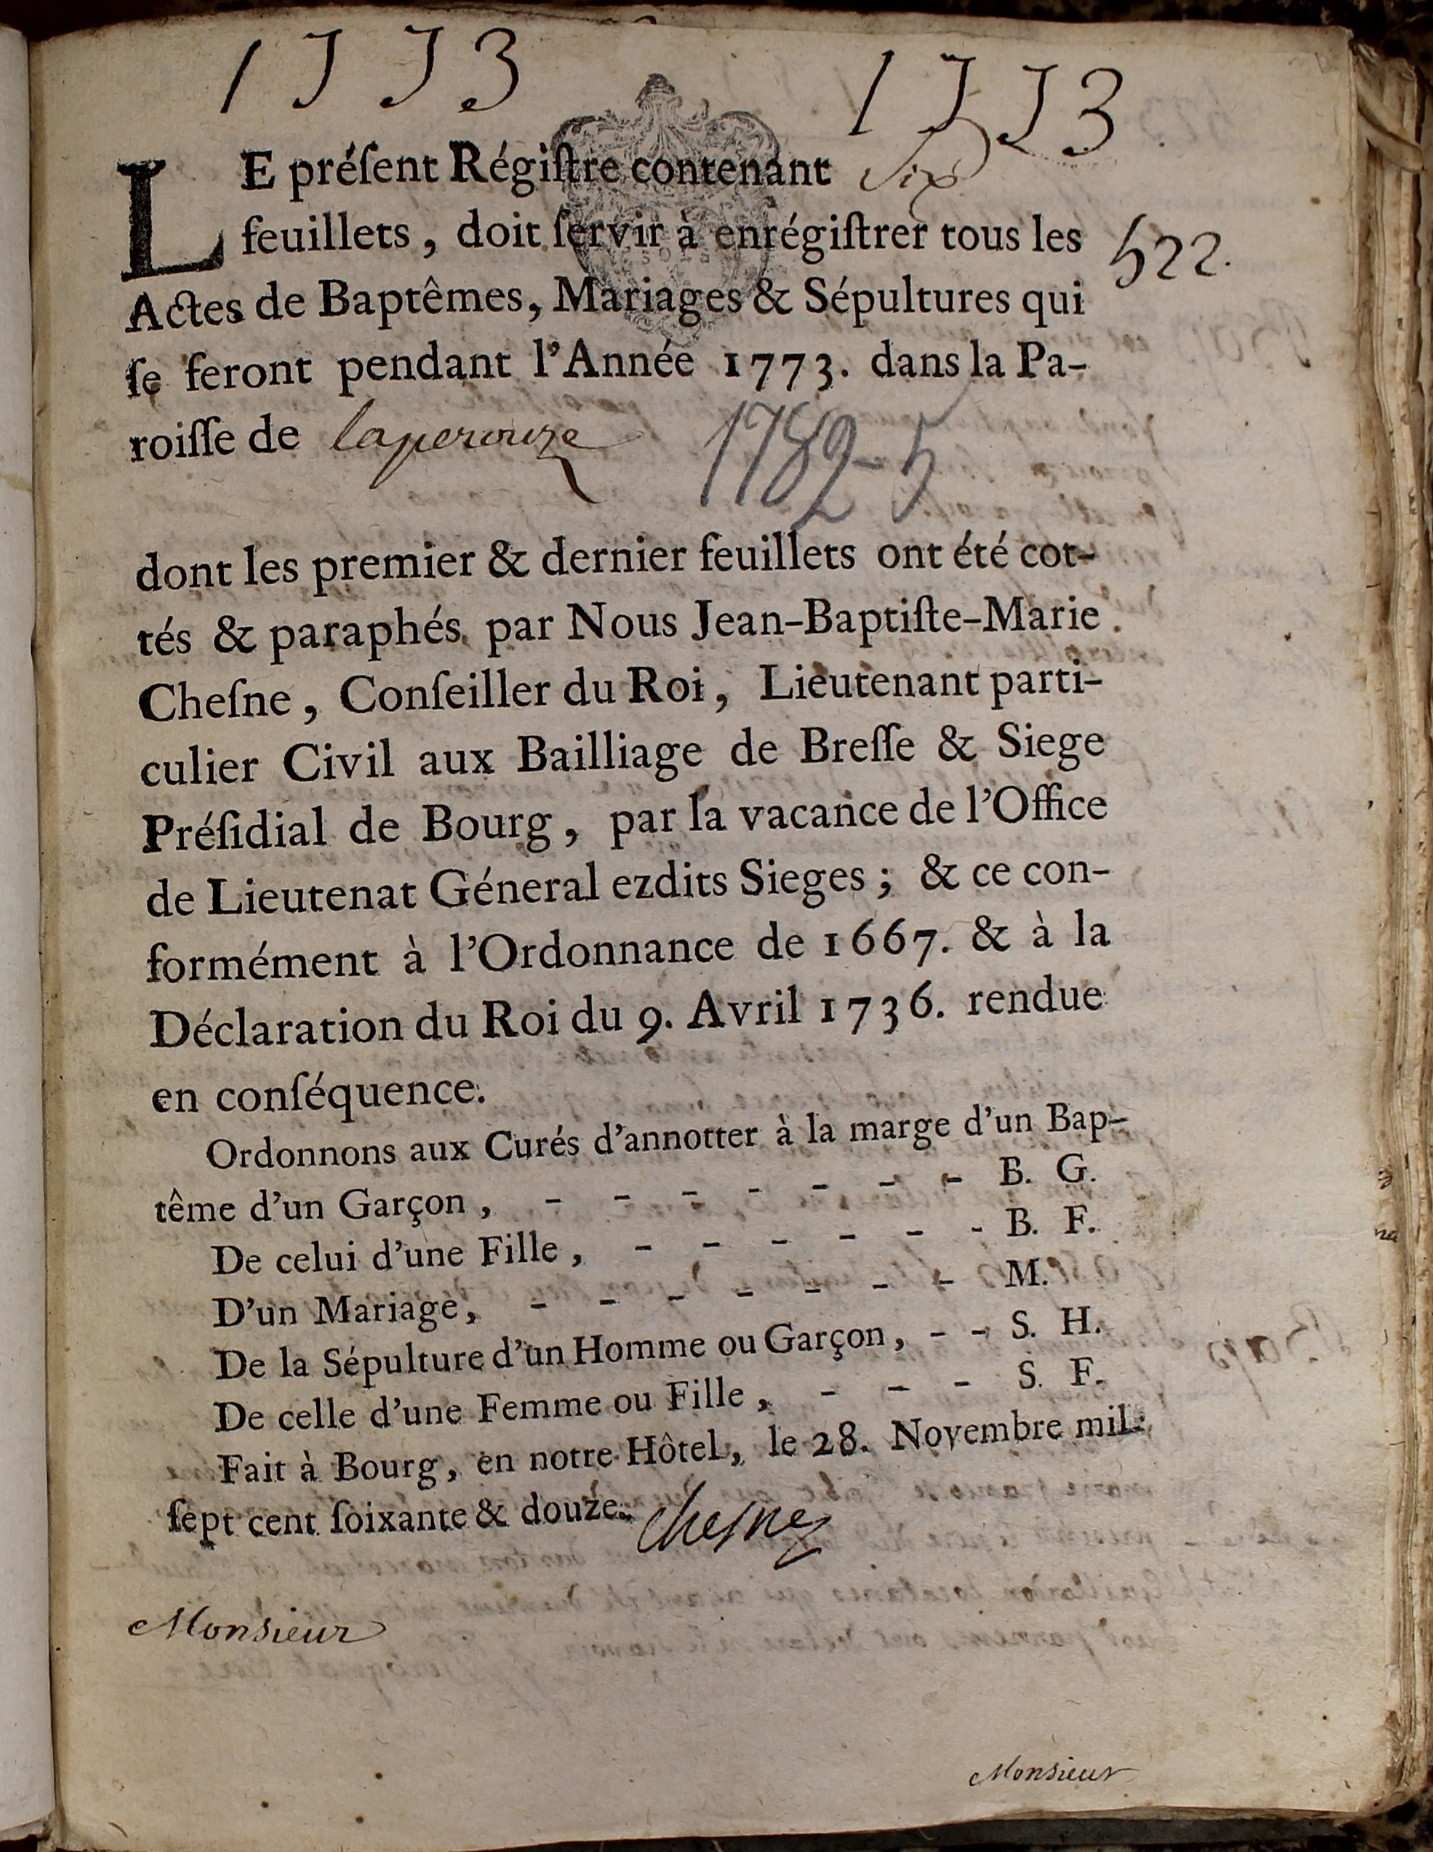 1773
1773
LE préſent Régiſtre contenant six
feuillets, doit ſervir à enrégiſtrer tous les
522.
Actes de Baptêmes, Mariages & Sépultures qui
ſe feront pendant l'Année 1773. dans la Pa-
roiſſe de laperouze
1782-5
dont les premier & dernier feuillets ont été cot-
tés & paraphés par Nous Jean-Baptiſte-Marie
Cheſne, Conſeiller du Roi, Lieutenant parti-
culier Civil aux Bailliage de Breſſe & Siege
Préſidial de Bourg, par la vacance de l'Office
de Lieutenat Géneral ezdits Sieges; & ce con-
formément à l'Ordonnance de 1667. & à la
Déclaration du Roi du 9. Avril 1736. rendue
en conſéquence.
Ordonnons aux Curés d'annotter à la marge d'un Bap-
tême d'un Garçon, - - - - - - - B. G.
De celui d'une Fille, - - - - - - B. F.
D'un Mariage, - - - - - - - M.
De la Sépulture d'un Homme ou Garçon, - - S. H.
De celle d'une Femme ou Fille, - - - S. F.
Fait à Bourg, en notre Hôtel, le 28. Novembre mil
ſept cent ſoixante & douze. Chesne
Monsieur
Monsieur